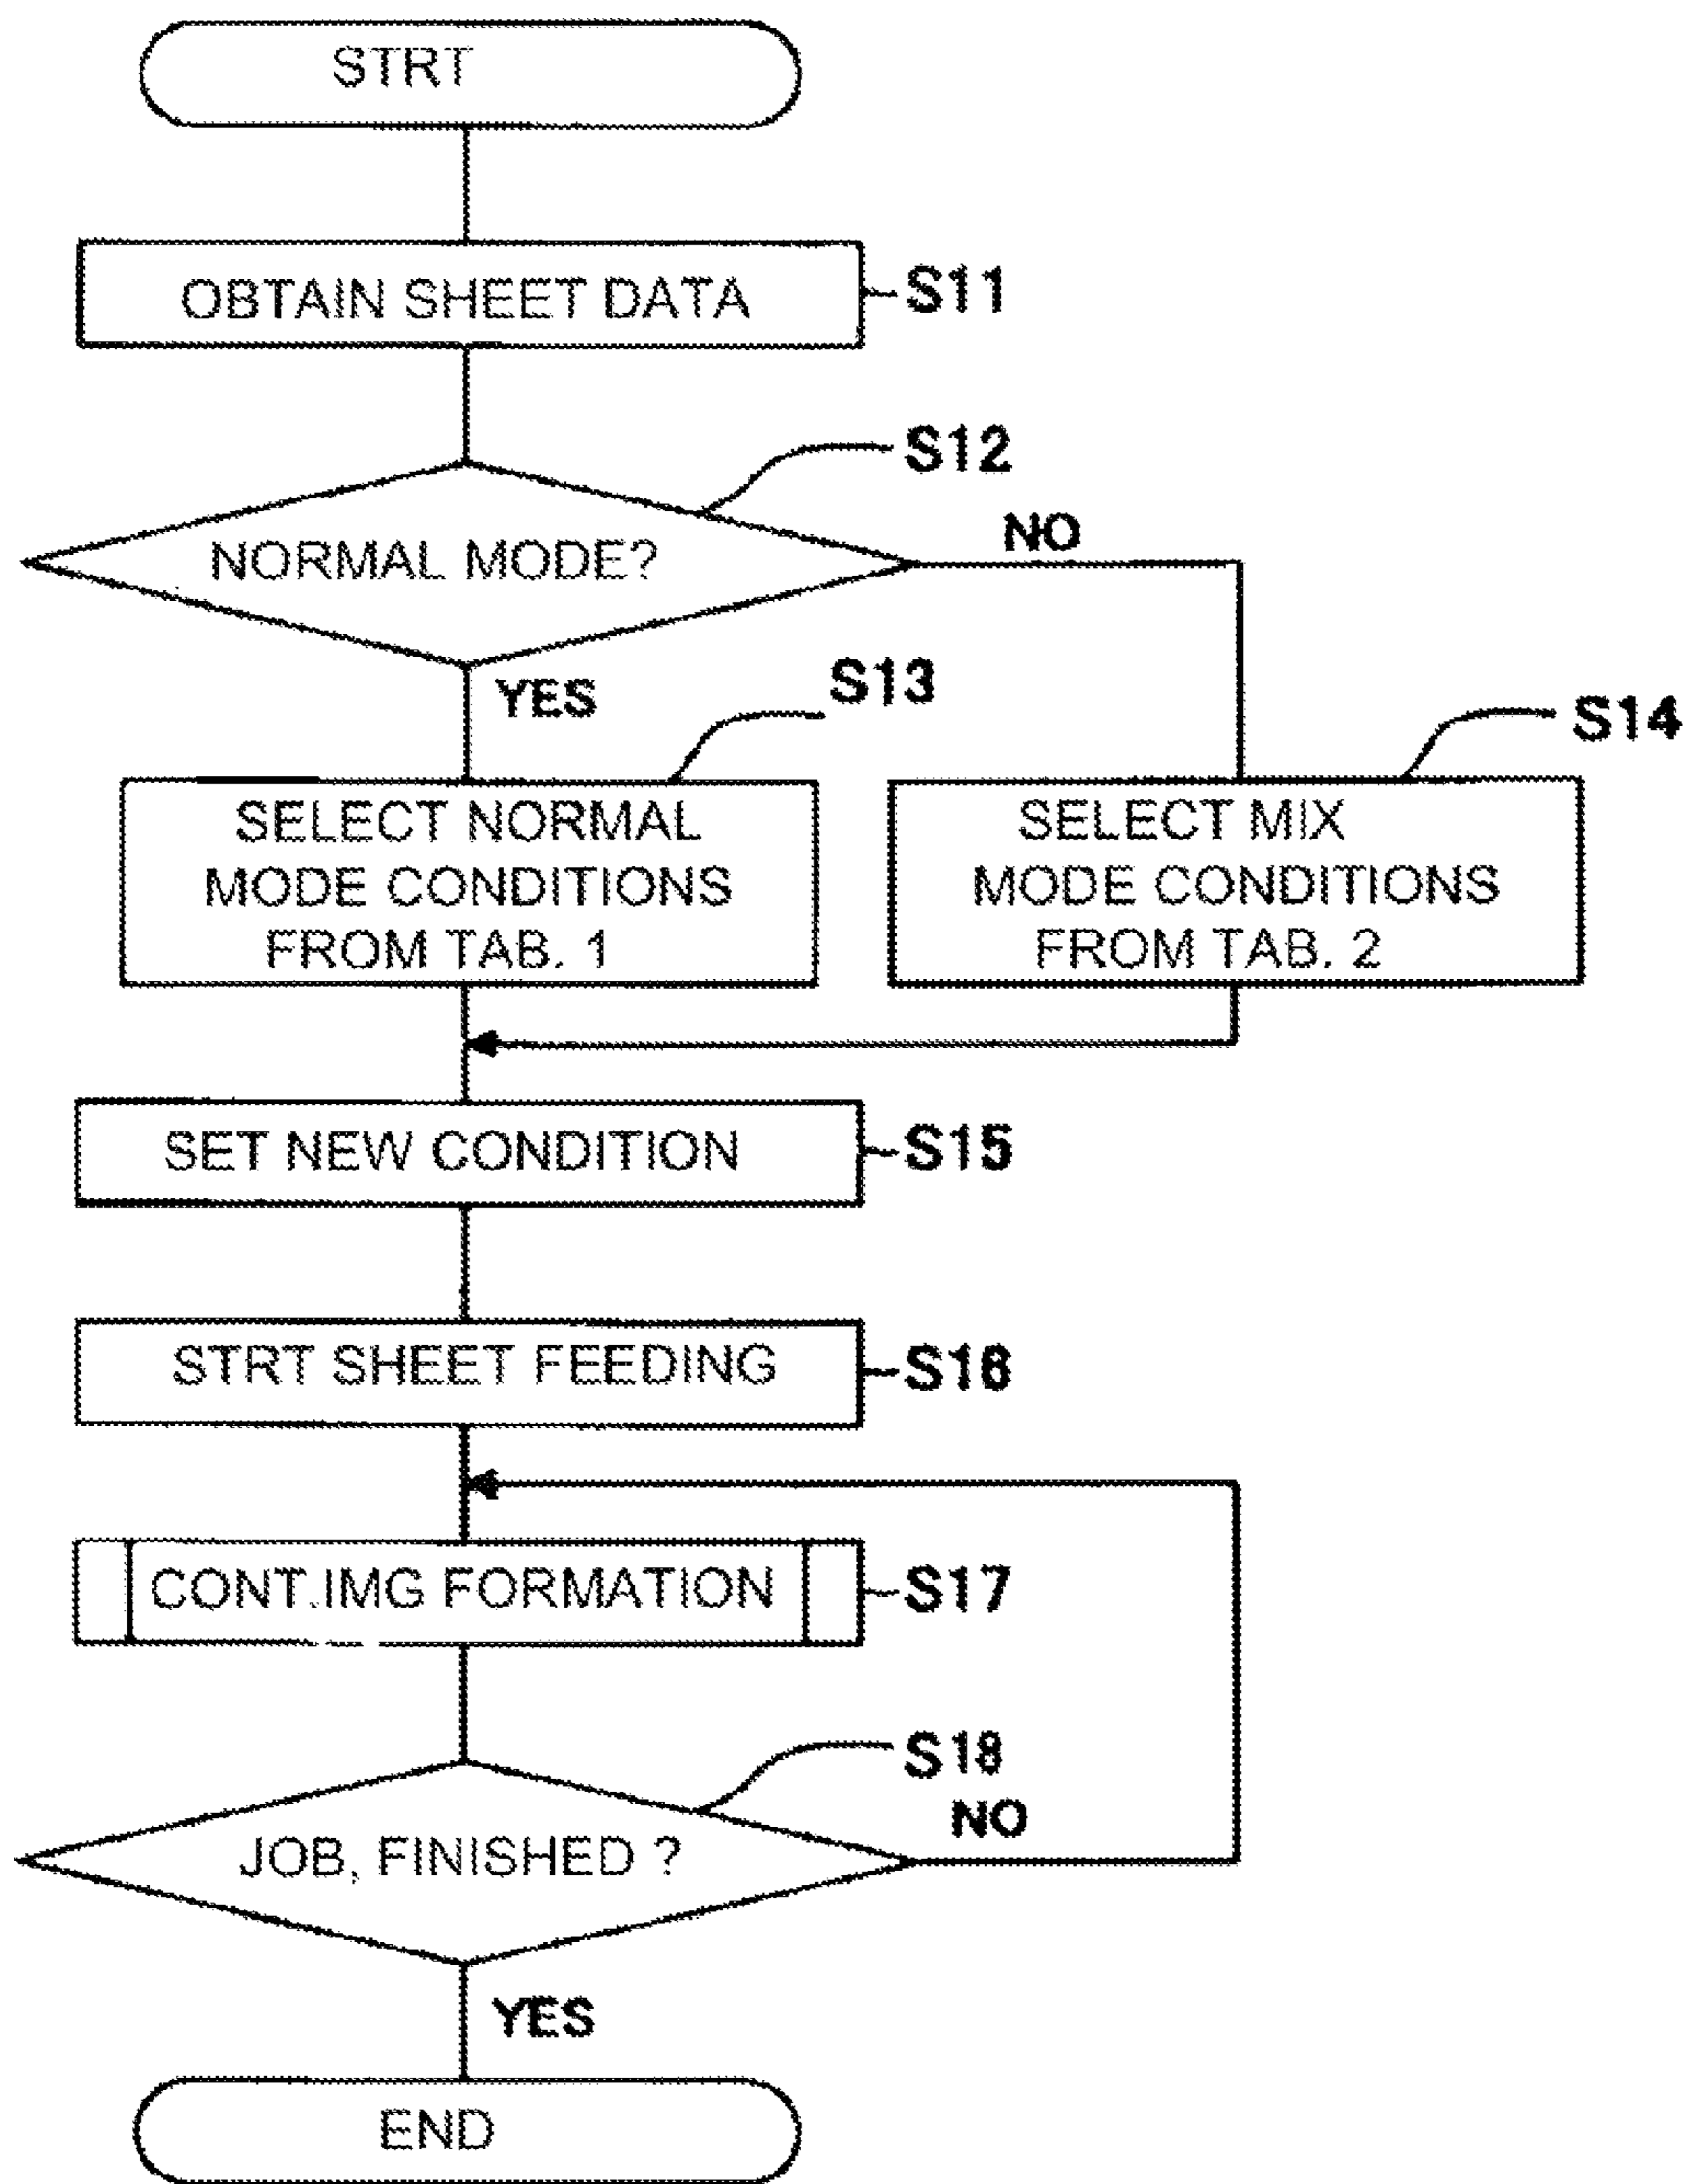 STRT
OBTAIN SHEET DATA
S11
S12
NORMAL MODE?
NO
YES
S13
S14
SELECT NORMAL
MODE CONDITIONS
FROM TAB. 1
SELECT MIX
MODE CONDITIONS
FROM TAB. 2
SET NEW CONDITION
S15
STRT SHEET FEEDING
S16
CONT.IMG FORMATION
S17
S18
NO
JOB, FINISHED ?
YES
END